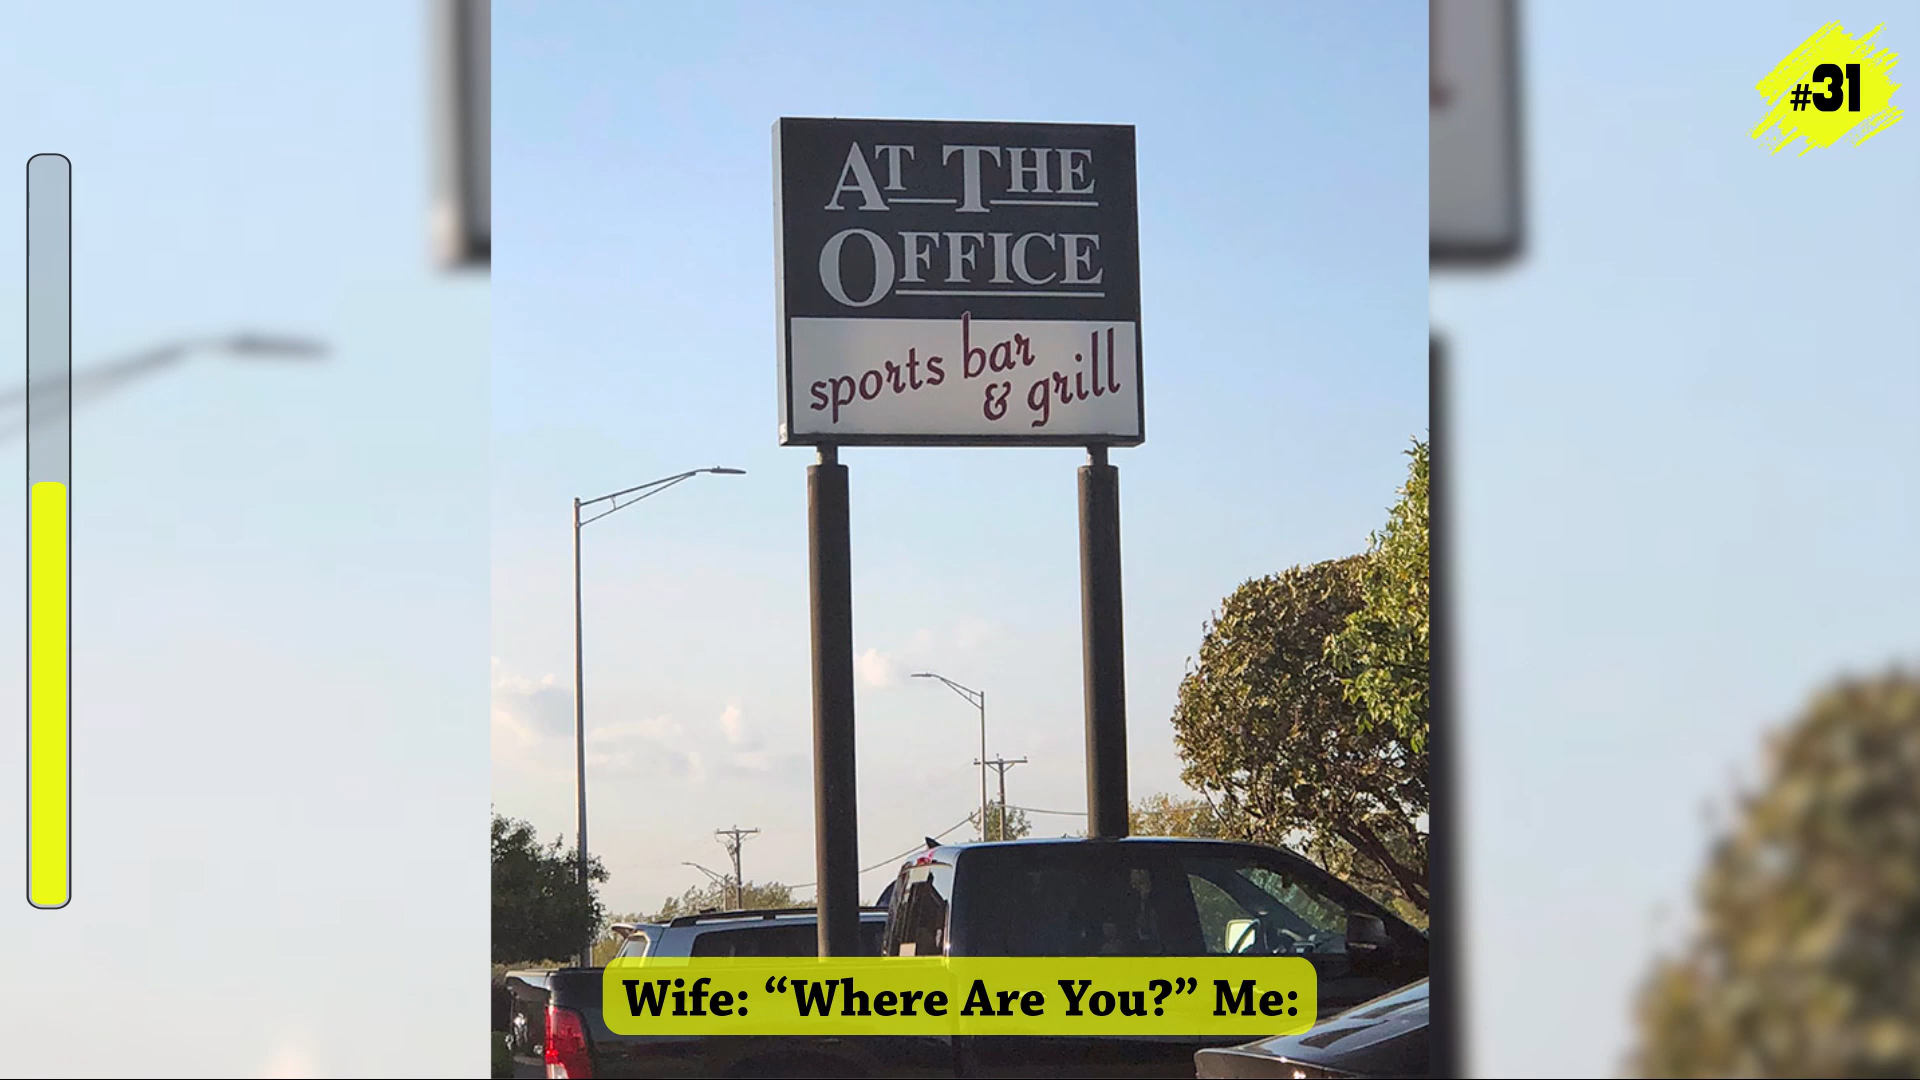 #31
AT THE
OFFICE
sports bar
& grill
Wife: “Where Are You?” Me: